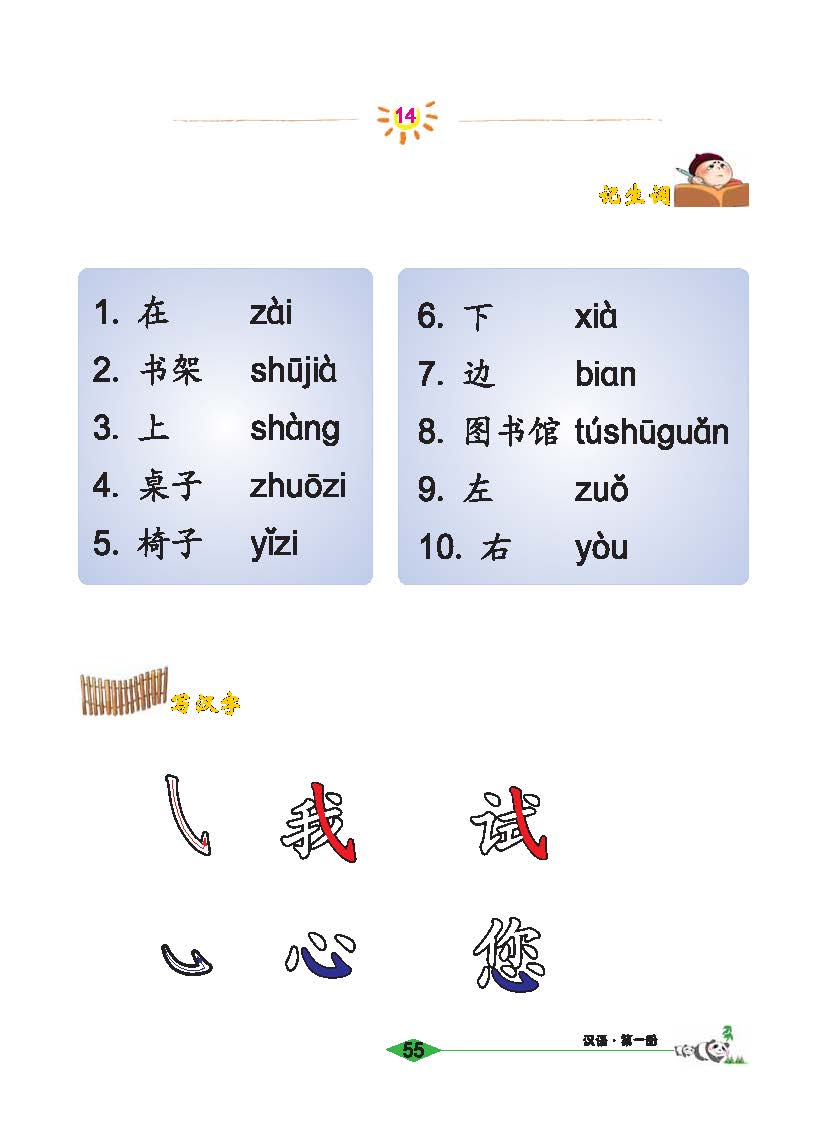 14
记生词
1. 在 zài
2. 书架 shūjià
3. 上 shàng
4. 桌子 zhuōzi
5. 椅子 yǐzi
6. 下 xià
7. 边 bian
8. 图书馆 túshūguǎn
9. 左 zuǒ
10. 右 yòu
写汉字
㇂ 我 试
㇃ 心 您
55
汉语·第一册